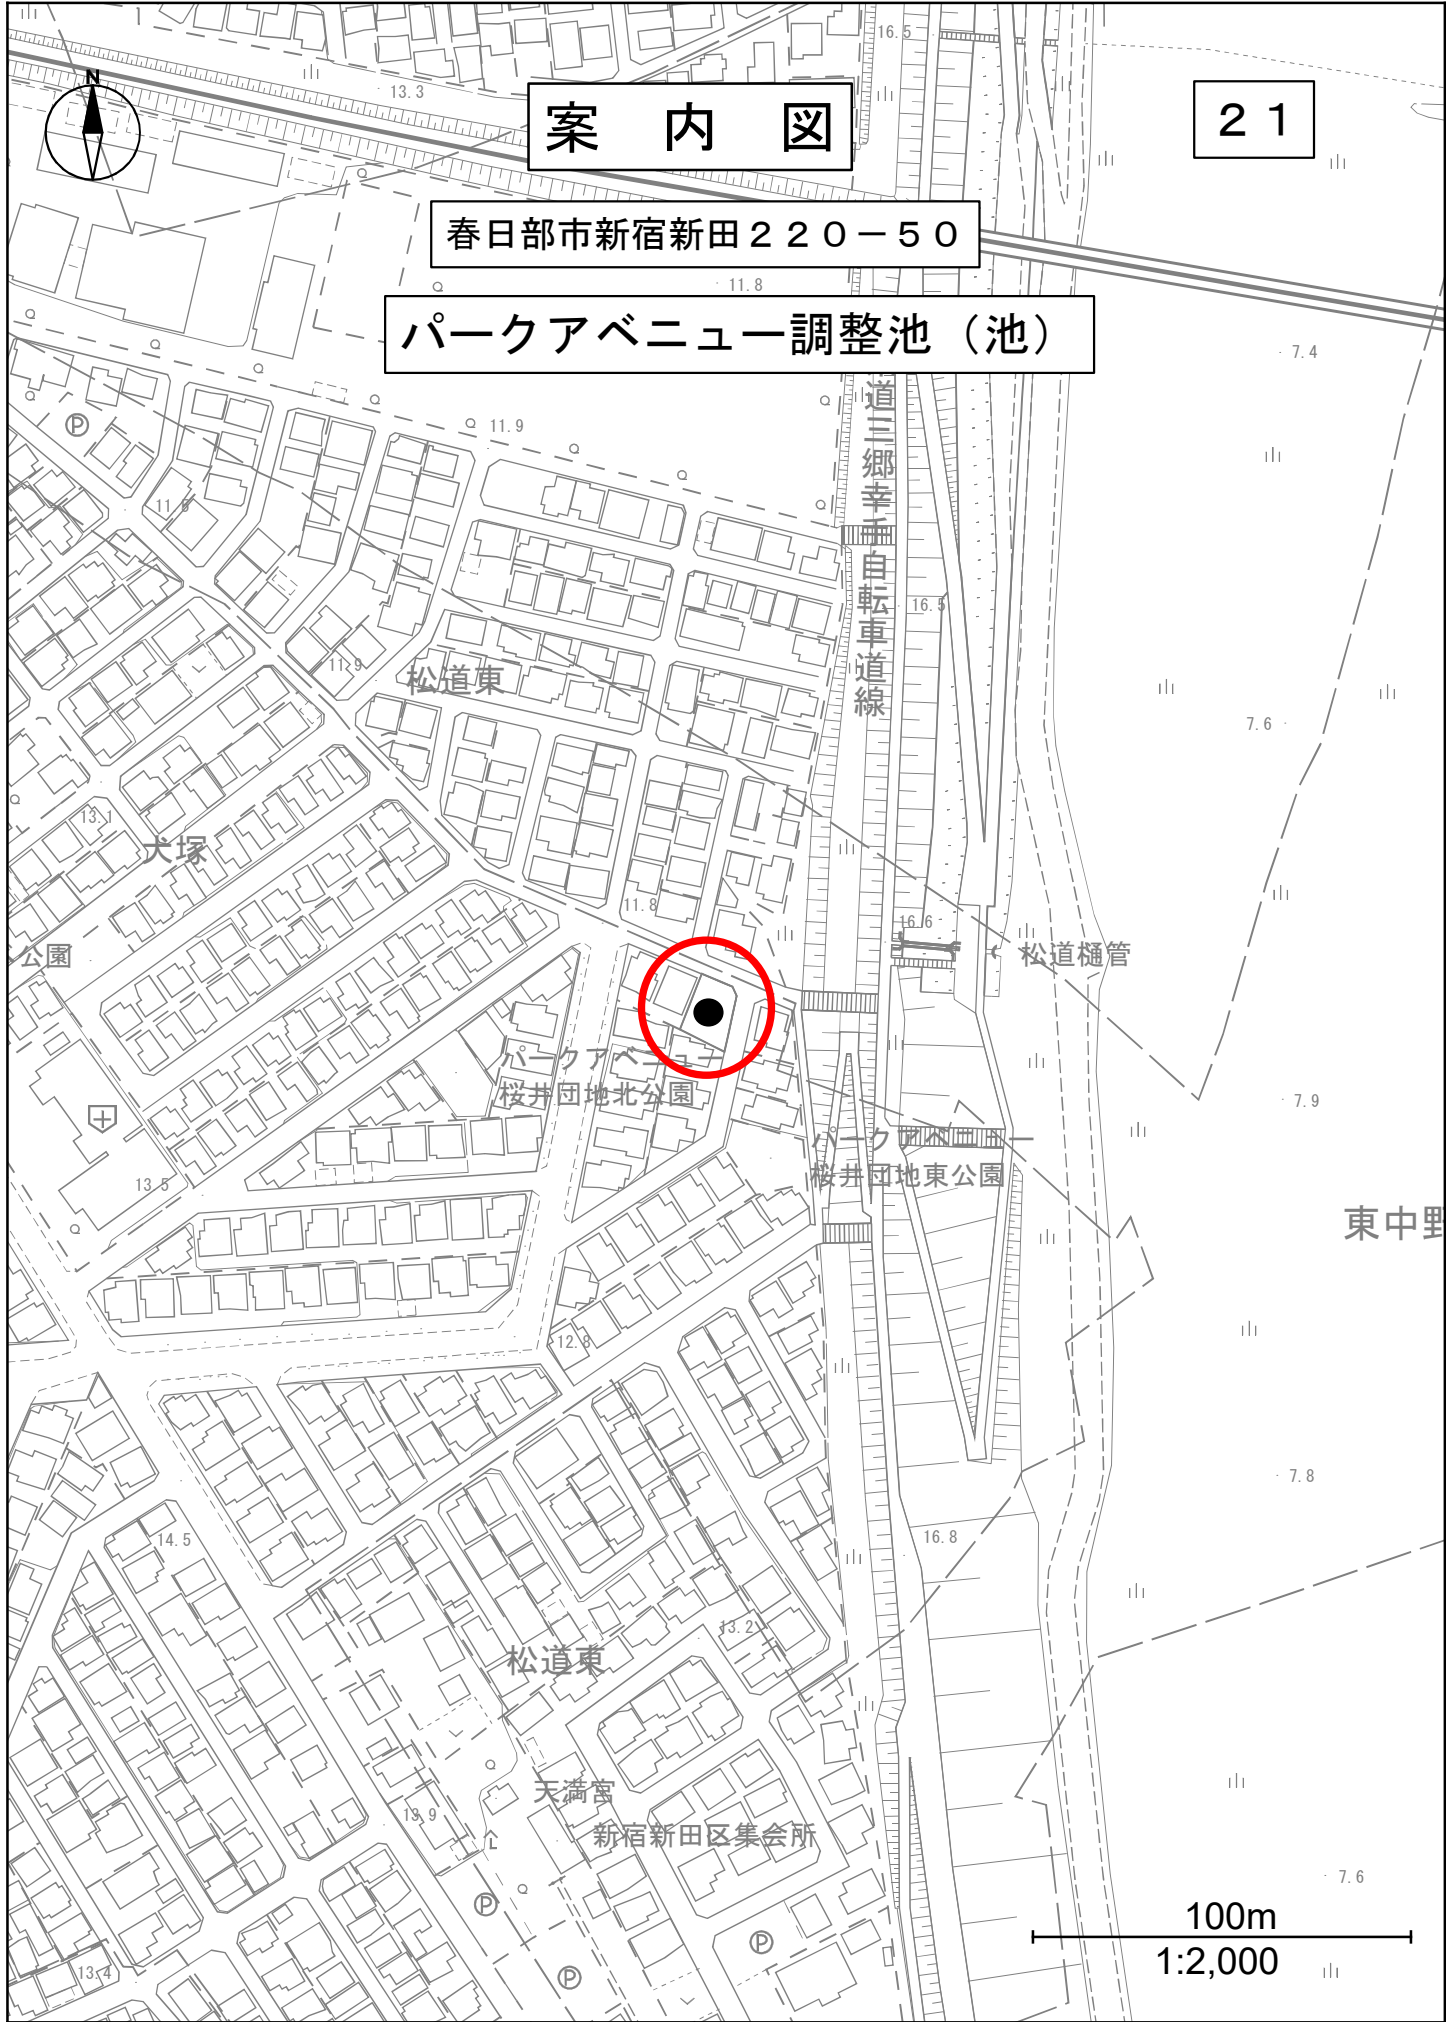 16.5
N
13.3
案　内　図
２１
春日部市新宿新田２２０－５０
11.8
パークアベニュー調整池（池）
7.4
道三郷幸手自転車道線
P
11.9
11.6
16.5
11.9
松道東
7.6
13.1
犬塚
11.8
16.6
公園
松道樋管
パークアベニュー
桜井団地北公園
7.9
パークアベニュー
桜井団地東公園
13.5
東中野
12.8
7.8
14.5
16.8
13.2
松道東
天満宮
13.9
新宿新田区集会所
7.6
P
100m
P
1:2,000
13.4
P